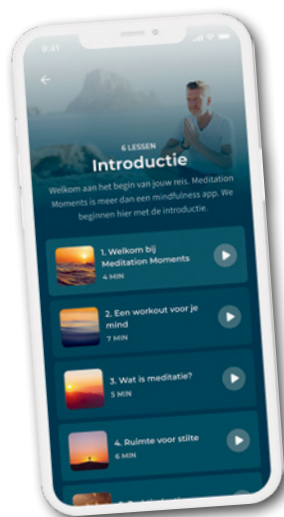 9:41
6 LESSEN
Introductie
Welkom aan het begin van jouw reis. Meditation
Moments is meer dan een mindfulness app. We
beginnen hier met de introductie.
1. Welkom bij
Meditation Moments
4 MIN
2. Een workout voor je
mind
7 MIN
3. Wat is meditatie?
5 MIN
4. Ruimte voor stilte
6 MIN